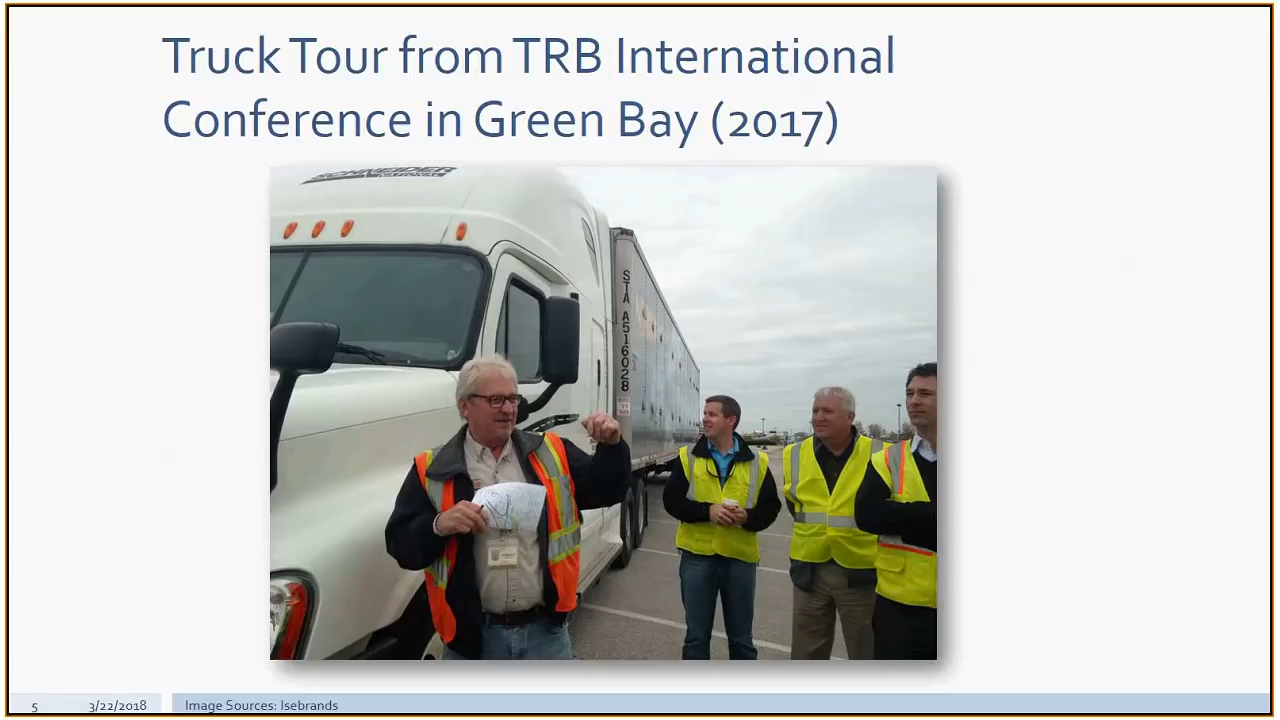 Truck Tour from TRB International
Conference in Green Bay (2017)
SCHNEIDER
NATIONAL
STA A516028
5 3/22/2018 Image Sources: Isebrands